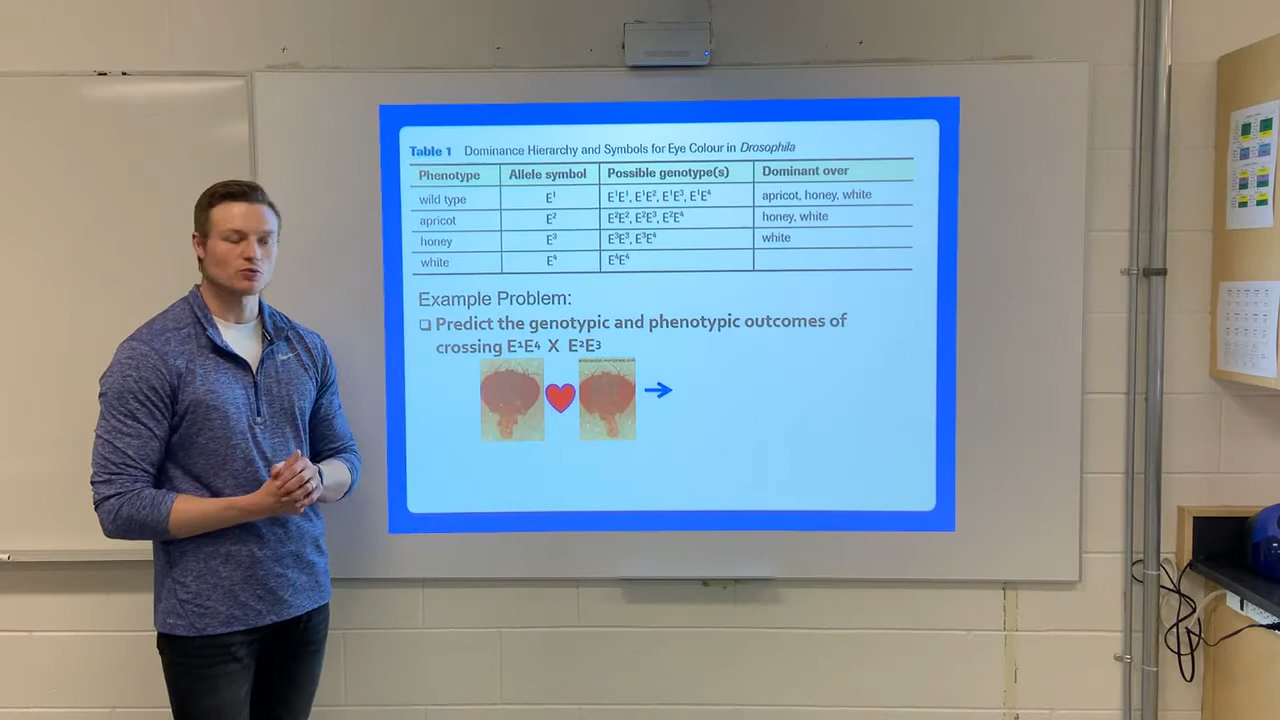 Table 1 Dominance Hierarchy and Symbols for Eye Colour in Drosophila
Phenotype Allele symbol Possible genotype(s) Dominant over
wild type E¹ E¹E¹, E¹E², E¹E³, E¹E⁴ apricot, honey, white
apricot E² E²E², E²E³, E²E⁴ honey, white
honey E³ E³E³, E³E⁴ white
white E⁴ E⁴E⁴
Example Problem:
❑ Predict the genotypic and phenotypic outcomes of
crossing E¹E⁴ X E²E³